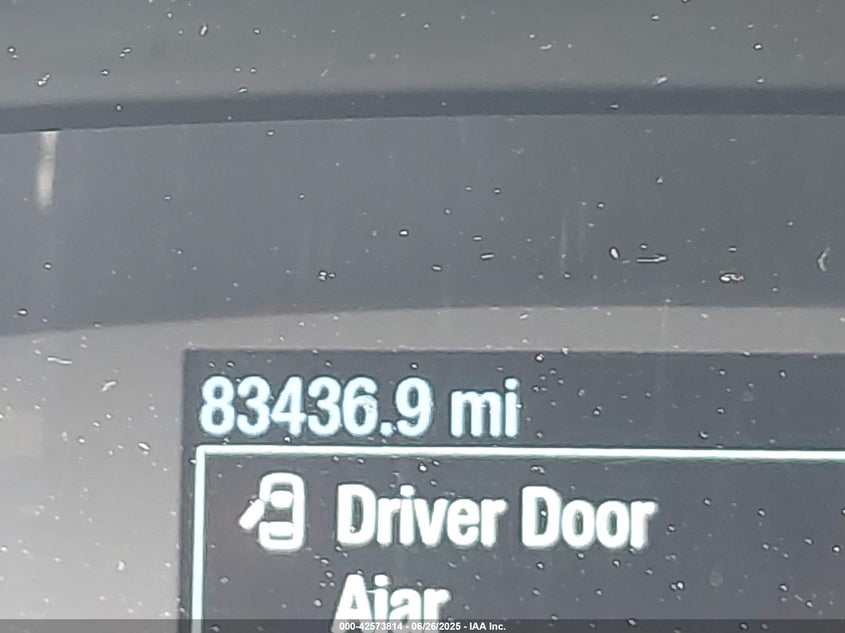 83436.9 mi
Driver Door
Ajar
000-42573814 - 06/26/2025 - IAA Inc.